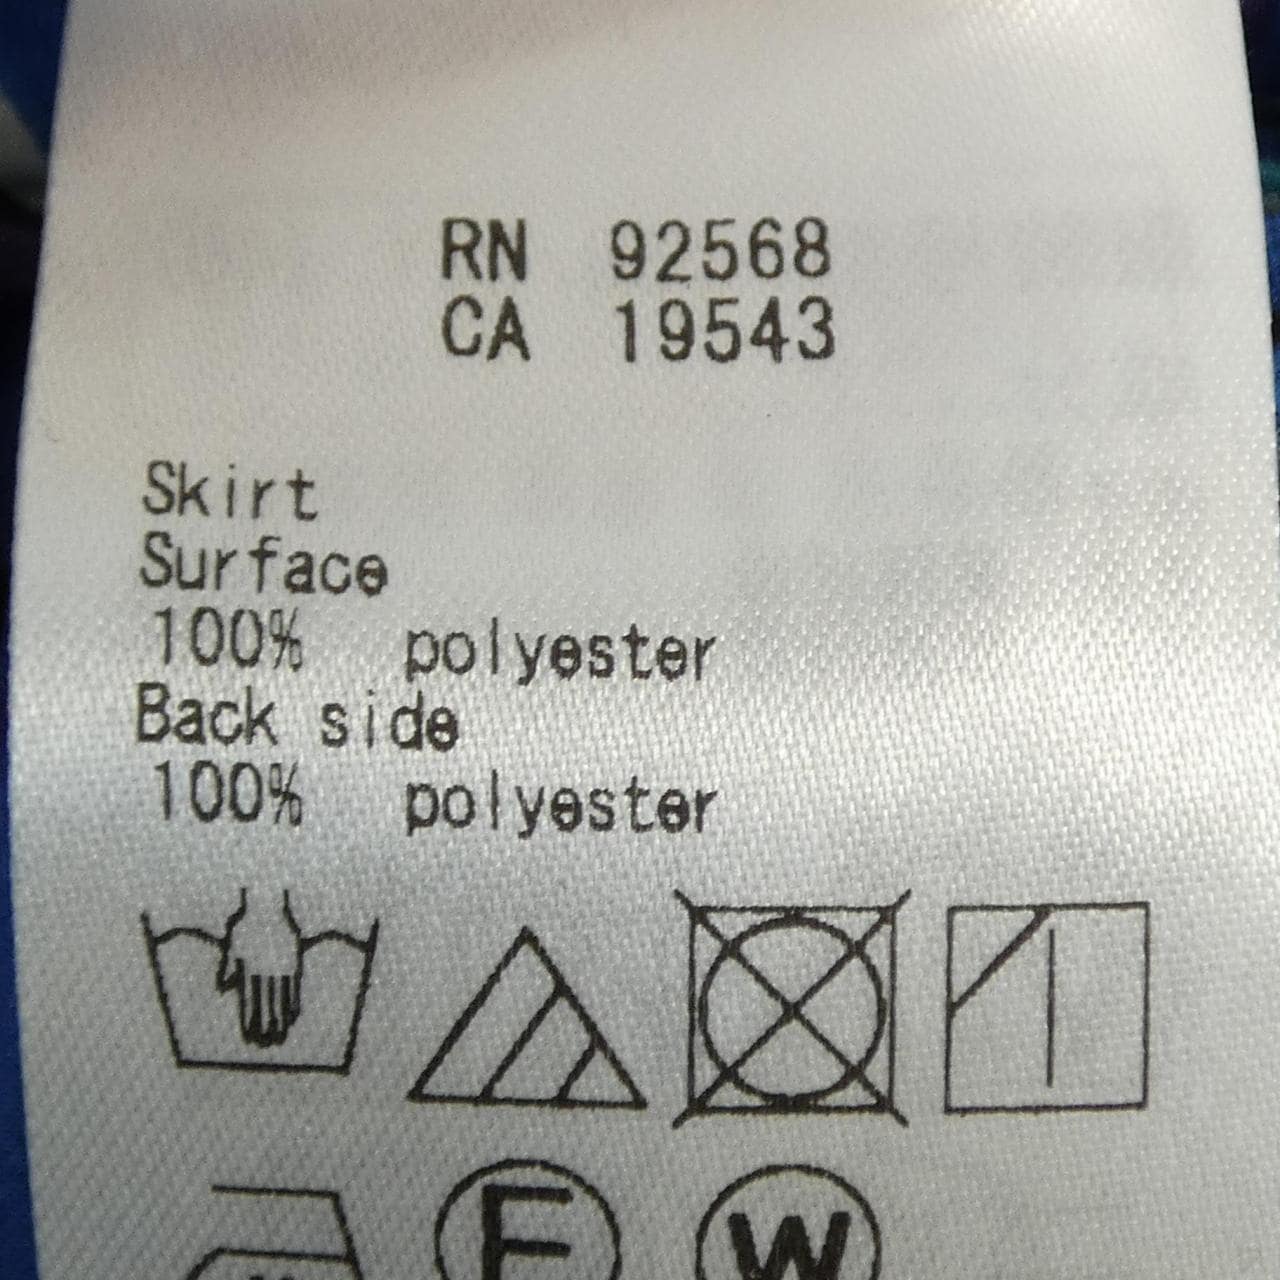 RN 92568
CA 19543
Skirt
Surface
100% polyester
Back side
100% polyester
F W